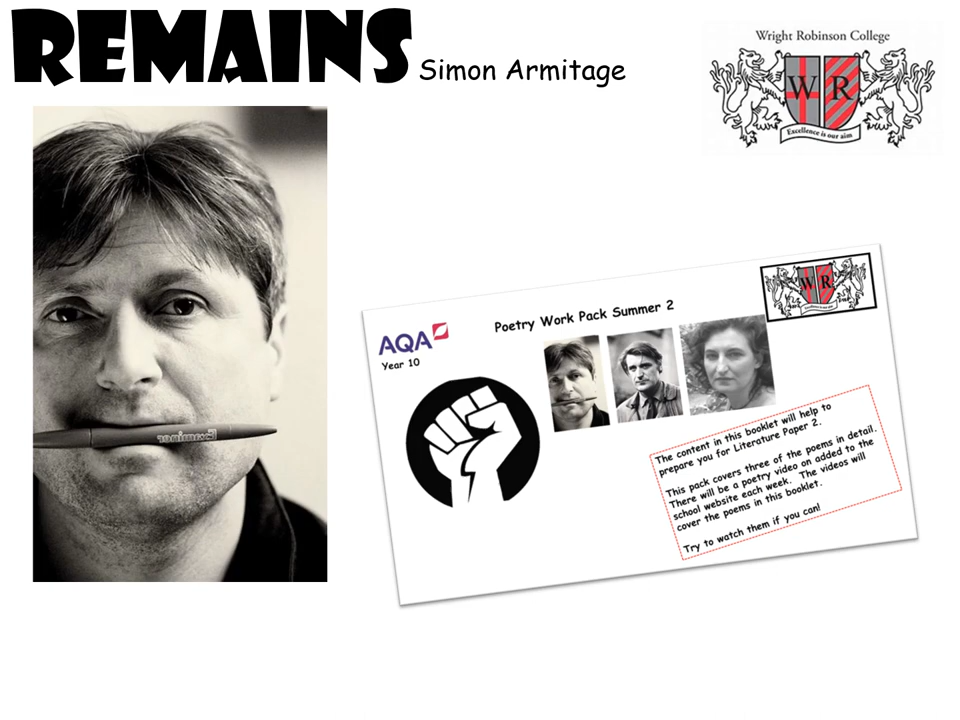 REMAINS Simon Armitage
Wright Robinson College
W R
Excellence is our aim
AQA
Year 10
Poetry Work Pack Summer 2
W R
The content in this booklet will help to
prepare you for Literature Paper 2.
This pack covers three of the poems in detail.
There will be a poetry video on added to the
school website each week. The videos will
cover the poems in this booklet.
Try to watch them if you can!